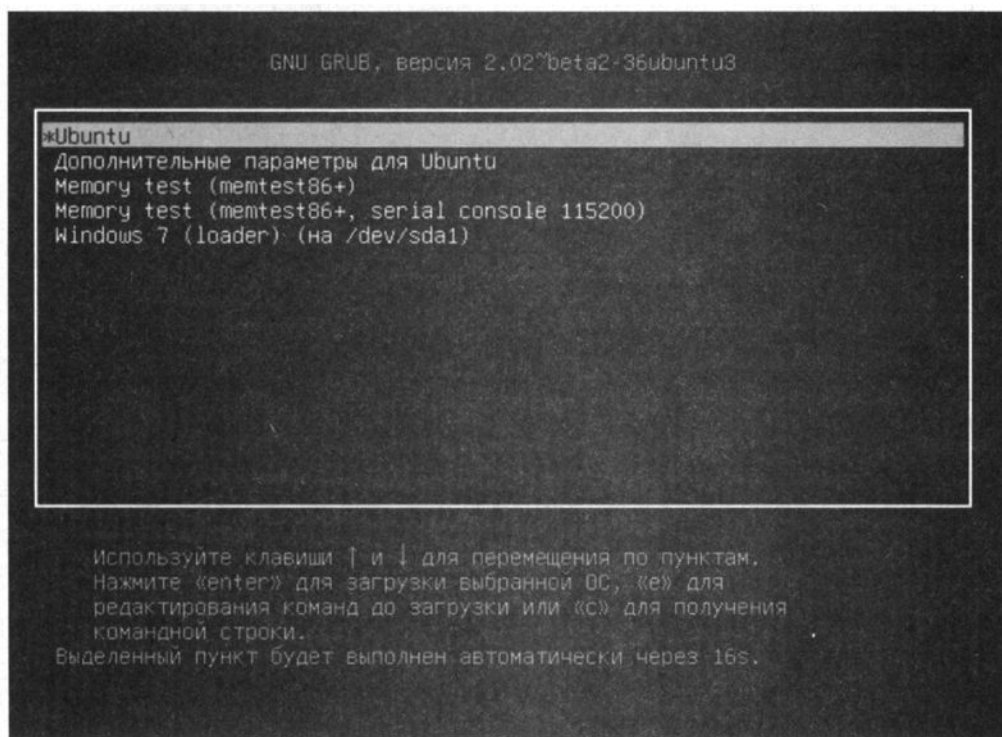 GNU GRUB, версия 2.02~beta2-36ubuntu3
*Ubuntu
Дополнительные параметры для Ubuntu
Memory test (memtest86+)
Memory test (memtest86+, serial console 115200)
Windows 7 (loader) (на /dev/sda1)
Используйте клавиши ↑ и ↓ для перемещения по пунктам.
Нажмите «enter» для загрузки выбранной ОС, «e» для
редактирования команд до загрузки или «c» для получения
командной строки.
Выделенный пункт будет выполнен автоматически через 16s.